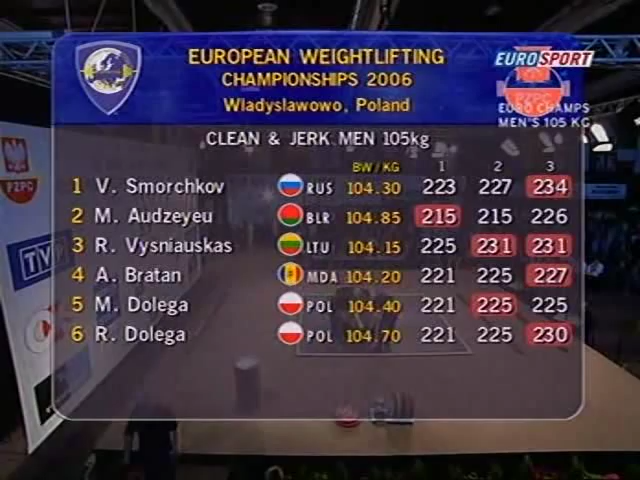 EUROPEAN WEIGHTLIFTING
CHAMPIONSHIPS 2006
Wladyslawowo, Poland
EUROSPORT
PZPC
EURO CHAMPS
MEN'S 105 KG
CLEAN & JERK MEN 105kg
BW/KG 1 2 3
1 V. Smorchkov RUS 104.30 223 227 234
2 M. Audzeyeu BLR 104.85 215 215 226
3 R. Vysniauskas LTU 104.15 225 231 231
4 A. Bratan MDA 104.20 221 225 227
5 M. Dolega POL 104.40 221 225 225
6 R. Dolega POL 104.70 221 225 230
PZPC
TVP